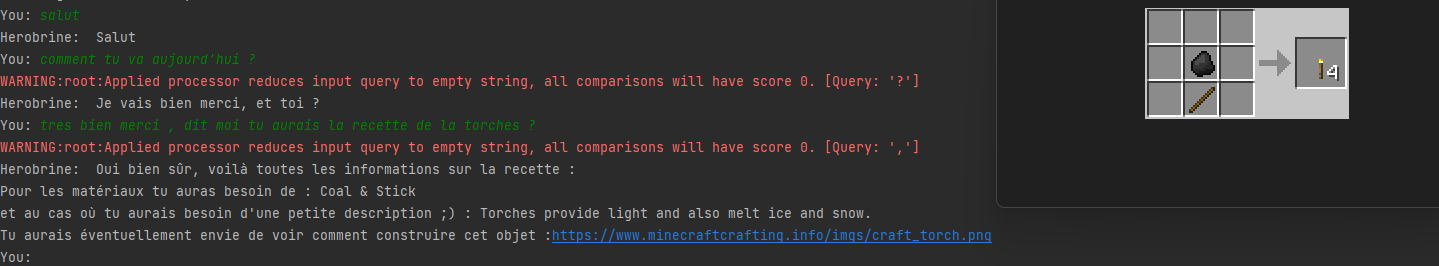 You: salut
Herobrine:  Salut
You: comment tu va aujourd'hui ?
WARNING:root:Applied processor reduces input query to empty string, all comparisons will have score 0. [Query: '?']
Herobrine:  Je vais bien merci, et toi ?
You: tres bien merci , dit moi tu aurais la recette de la torches ?
WARNING:root:Applied processor reduces input query to empty string, all comparisons will have score 0. [Query: ',']
Herobrine:  Oui bien sûr, voilà toutes les informations sur la recette :
Pour les matériaux tu auras besoin de : Coal & Stick
et au cas où tu aurais besoin d'une petite description ;) : Torches provide light and also melt ice and snow.
Tu aurais éventuellement envie de voir comment construire cet objet :https://www.minecraftcrafting.info/imgs/craft_torch.png
You:
4